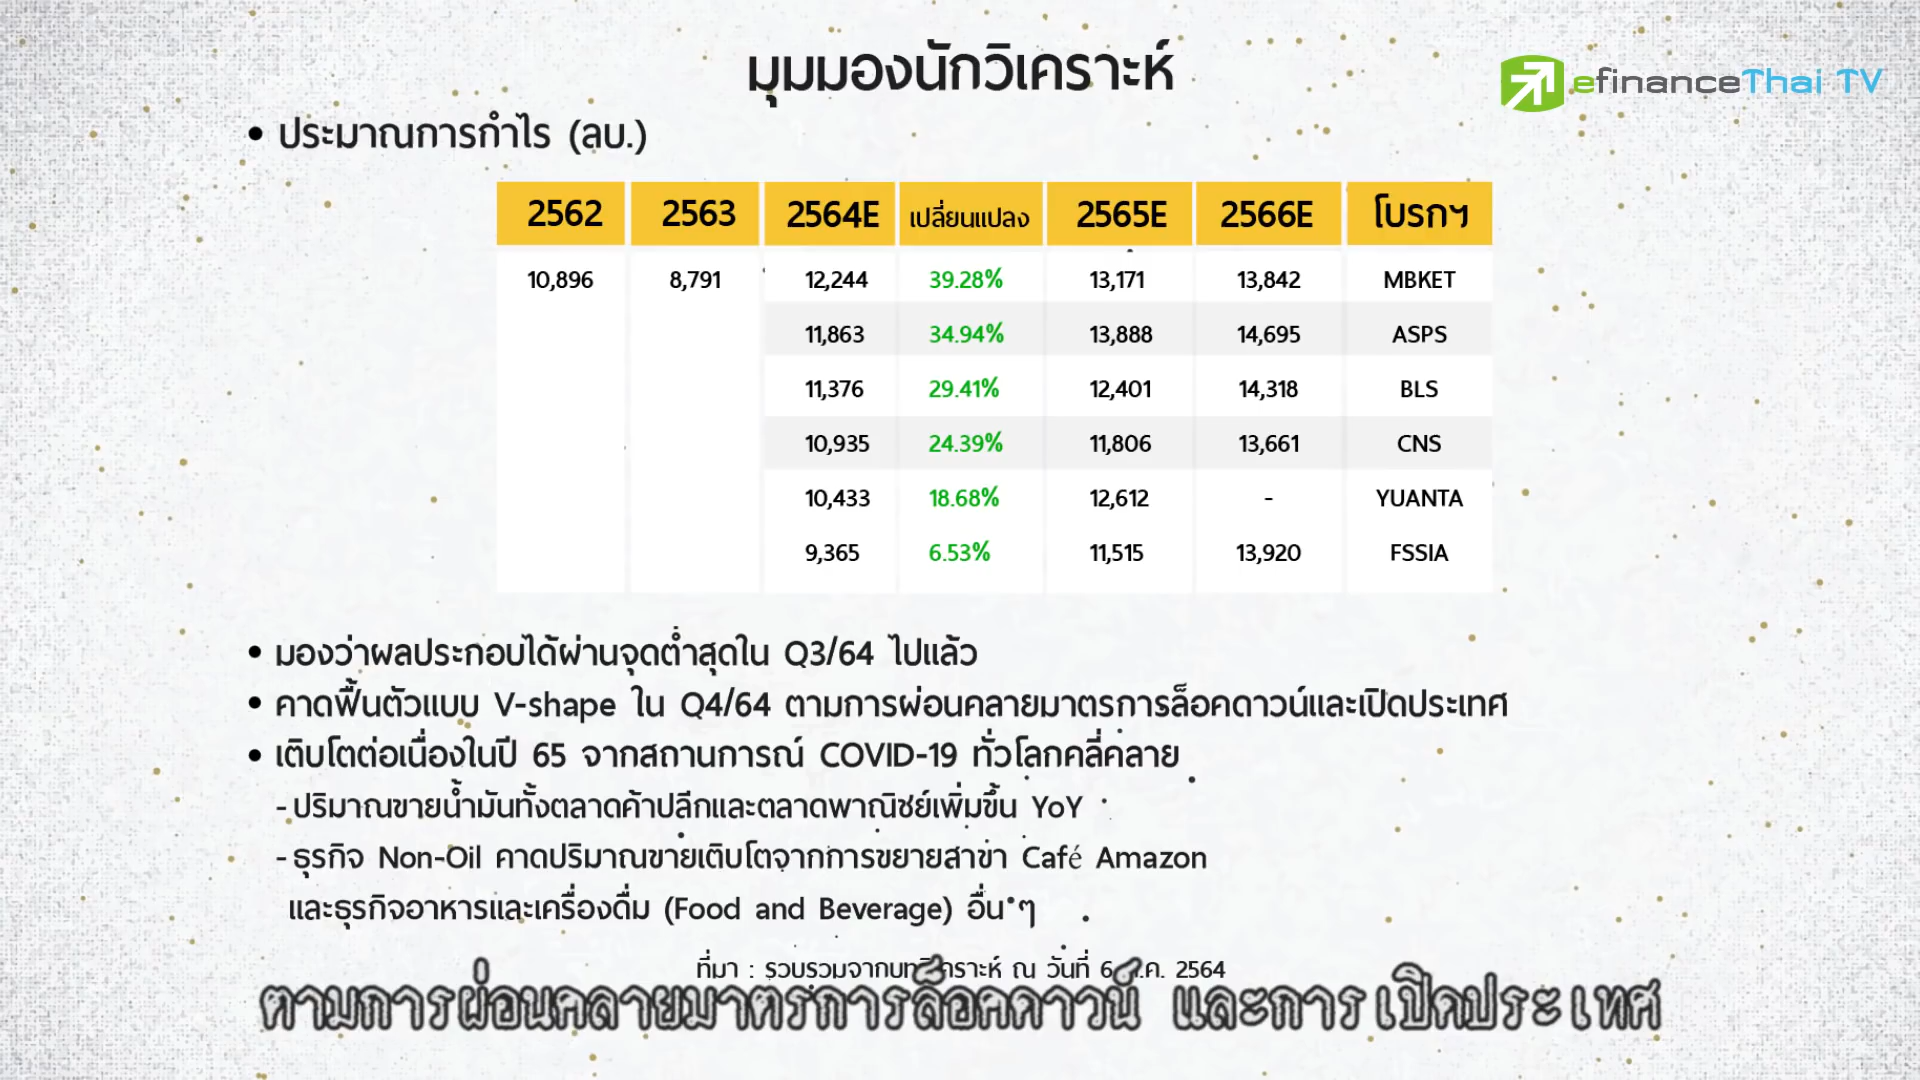 มุมมองนักวิเคราะห์
efinanceThai TV
• ประมาณการกำไร (ลบ.)
2562 2563 2564E เปลี่ยนแปลง 2565E 2566E โบรกฯ
10,896 8,791 12,244 39.28% 13,171 13,842 MBKET
11,863 34.94% 13,888 14,695 ASPS
11,376 29.41% 12,401 14,318 BLS
10,935 24.39% 11,806 13,661 CNS
10,433 18.68% 12,612 - YUANTA
9,365 6.53% 11,515 13,920 FSSIA
• มองว่าผลประกอบได้ผ่านจุดต่ำสุดใน Q3/64 ไปแล้ว
• คาดฟื้นตัวแบบ V-shape ใน Q4/64 ตามการผ่อนคลายมาตรการล็อคดาวน์และเปิดประเทศ
• เติบโตต่อเนื่องในปี 65 จากสถานการณ์ COVID-19 ทั่วโลกคลี่คลาย
- ปริมาณขายน้ำมันทั้งตลาดค้าปลีกและตลาดพาณิชย์เพิ่มขึ้น YoY
- ธุรกิจ Non-Oil คาดปริมาณขายเติบโตจากการขยายสาขา Café Amazon
และธุรกิจอาหารและเครื่องดื่ม (Food and Beverage) อื่นๆ
ที่มา : รวบรวมจาก ณ วันที่ 6 2564
ตามการผ่อนคลายมาตรการล็อคดาวน์ และการเปิดประเทศ